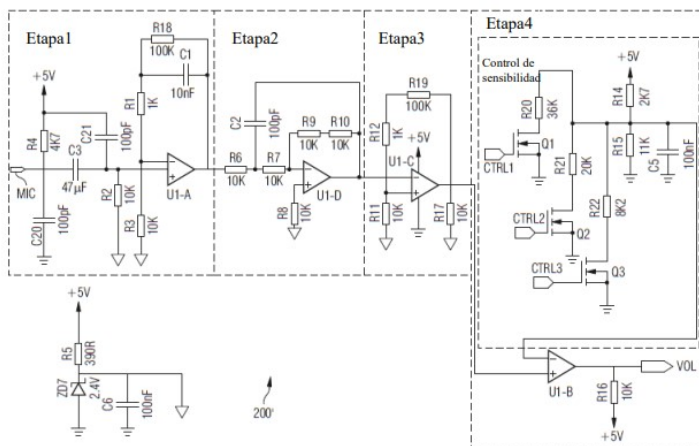 Etapa1
Etapa2
Etapa3
Etapa4
R18
100K
C1
10nF
+5V
R4
4K7
C21
100pF
R1
1K
C3
47µF
MIC
C20
100pF
R2
10K
R3
10K
U1-A
C2
100pF
R9
10K
R10
10K
R6
10K
R7
10K
R8
10K
U1-D
R19
100K
R12
1K
+5V
U1-C
R11
10K
R17
10K
Control de
sensibilidad
R20
36K
Q1
CTRL1
+5V
R14
2K7
R15
11K
C5
100nF
R21
20K
R22
8K2
CTRL2
Q2
CTRL3
Q3
+5V
R5
390R
ZD7
2.4V
C6
100nF
200'
U1-B
VOL
R16
10K
+5V